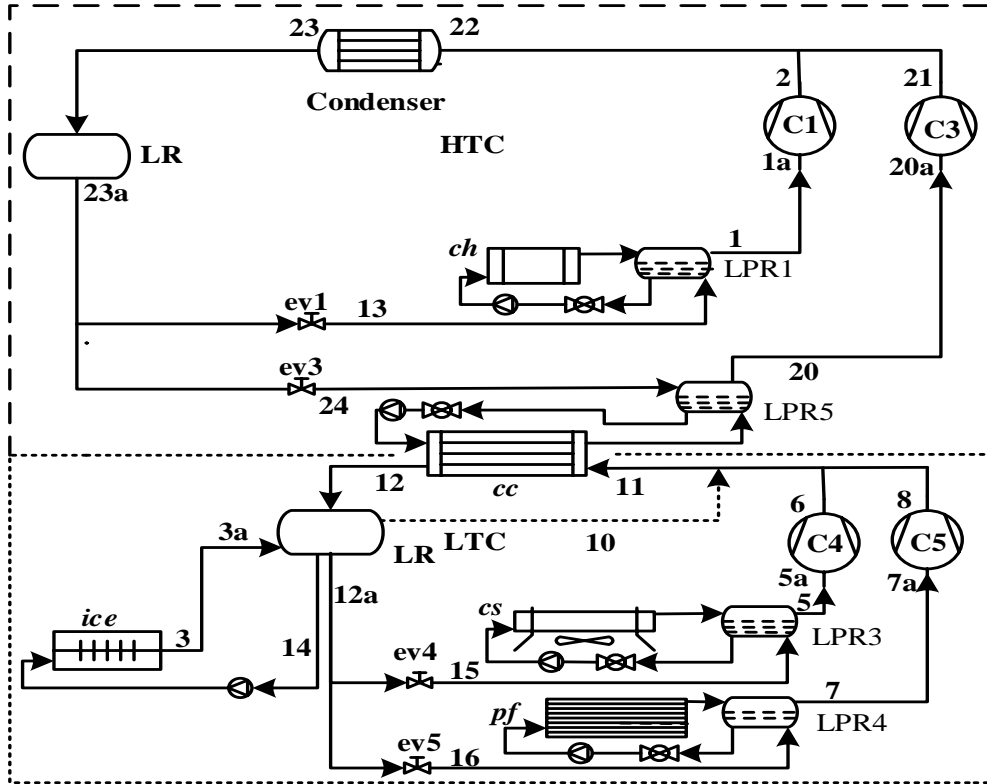 23 22
Condenser
2 21
C1 C3
HTC
LR
1a 20a
23a
ch 1
LPR1
ev1 13
ev3 20
24 LPR5
12 cc 11
6 8
3a LR LTC 10 C4 C5
12a 5a 7a
ice cs 5
LPR3
3 14 ev4 15
7
pf LPR4
ev5 16